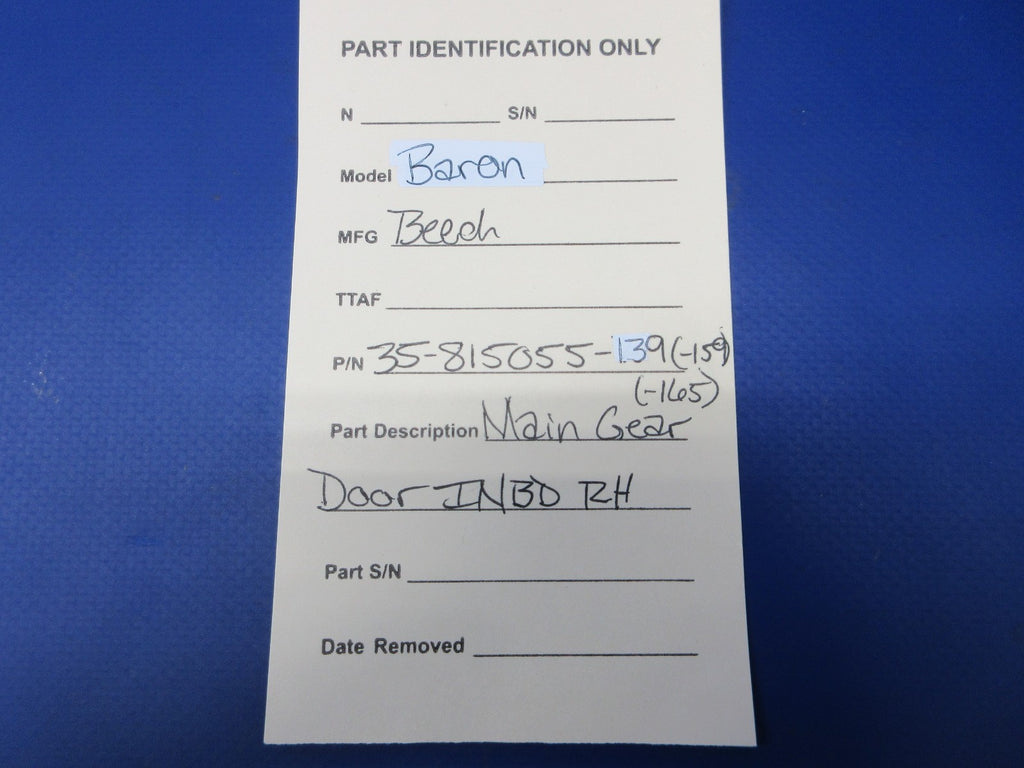 PART IDENTIFICATION ONLY
N S/N
Model Baron
MFG Beech
TTAF
P/N 35-815055-139 (-159)
(-165)
Part Description Main Gear
Door INBD RH
Part S/N
Date Removed